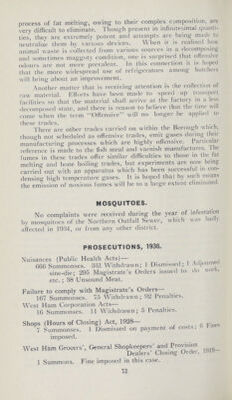 process of fat melting, owing to their complex composition, are
very difficult to eliminate. Though present in infinitesimal quanti-
ties, they are extremely potent and attempts are being made to
neutralise them by various devices. When it is realised how
animal waste is collected from various sources in a decomposing
and sometimes maggoty condition, one is surprised that offensive
odours are not more prevalent. In this connection it is hoped
that the more widespread use of refrigerators among butchers
will bring about an improvement.
Another matter that is receiving attention is the collection of
raw material. Efforts have been made to speed up transport
facilities so that the material shall arrive at the factory in a less
decomposed state, and there is reason to believe that the time will
come when the term "Offensive" will no longer be applied to
these trades.
There are other trades carried on within the Borough which,
though not scheduled as offensive trades, emit gases during their
manufacturing processes which are highly offensive. Particular
reference is made to the fish meal and varnish manufactures. The
fumes in these trades offer similar difficulties to those in the fat
melting and bone boiling trades, but experiments are now being
carried out with an apparatus which has been successful in con-
densing high temperature gases. It is hoped that by such means
the emission of noxious fumes will be to a large extent eliminated.
MOSQUITOES.
No complaints were received during the year of infestation
by mosquitoes of the Northern Outfall Sewer, which was badly
affected in 1934, or from any other district.
PROSECUTIONS, 1936.
Nuisances (Public Health Acts)—
666 Summonses. 331 Withdrawn; 1 Dismissed; 1 Adjourned
sine-die; 295 Magistrate's Orders issued to do work,
etc.; 38 Unsound Meat.
Failure to comply with Magistrate's Orders—
167 Summonses. 75 Withdrawn; 92 Penalties.
West Ham Corporation Acts—
16 Summonses. 11 Withdrawn; 5 Penalties.
Shops (Hours of Closing) Act, 1928—
7 Summonses. 1 Dismissed on payment of costs; 6 Fines
imposed.
West Ham Grocers', General Shopkeepers' and Provision
Dealers' Closing Order, 1919—
1 Summons. Fine imposed in this case.